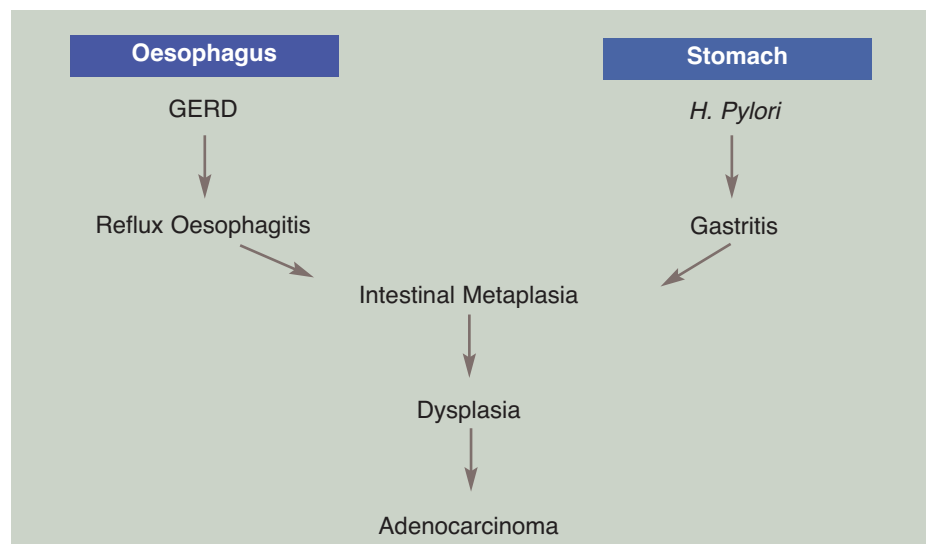 Oesophagus
Stomach
GERD
H. Pylori
Reflux Oesophagitis
Gastritis
Intestinal Metaplasia
Dysplasia
Adenocarcinoma